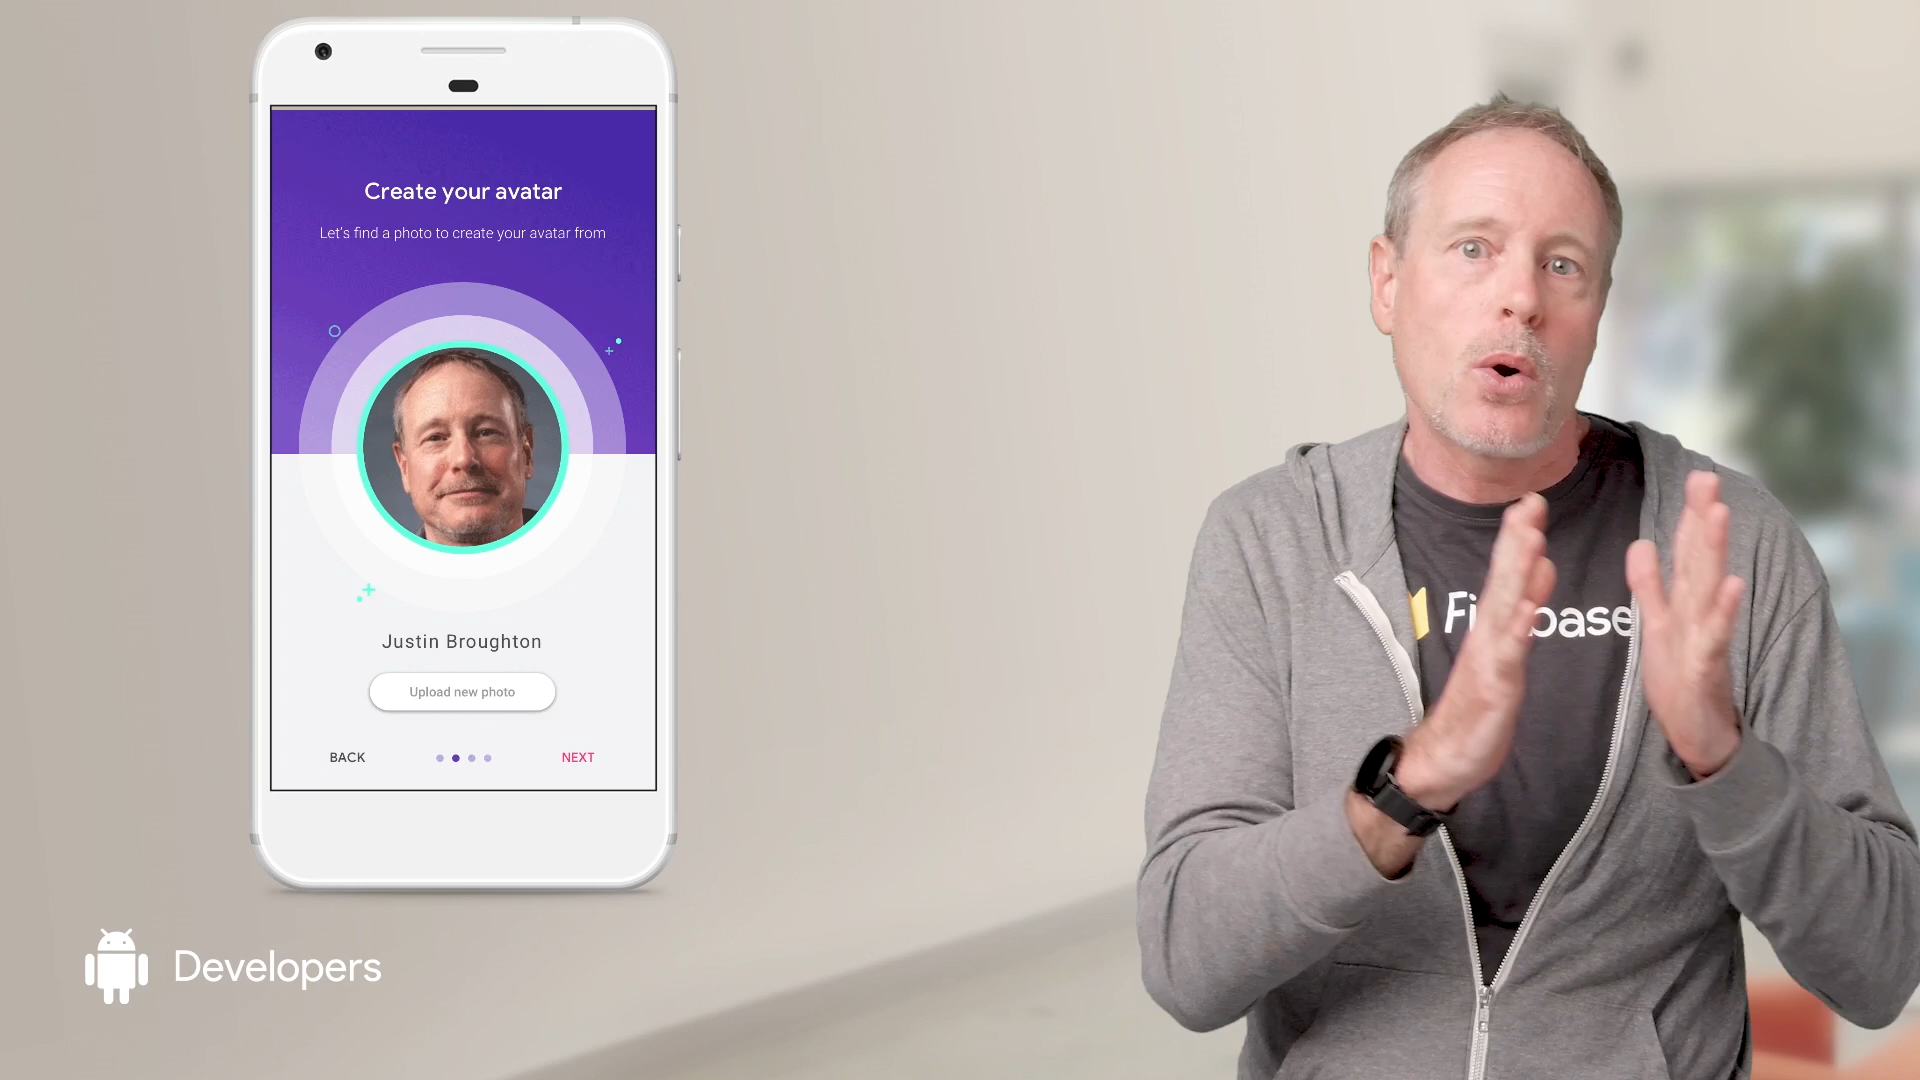 Create your avatar
Let's find a photo to create your avatar from
Justin Broughton
Upload new photo
BACK
NEXT
Developers